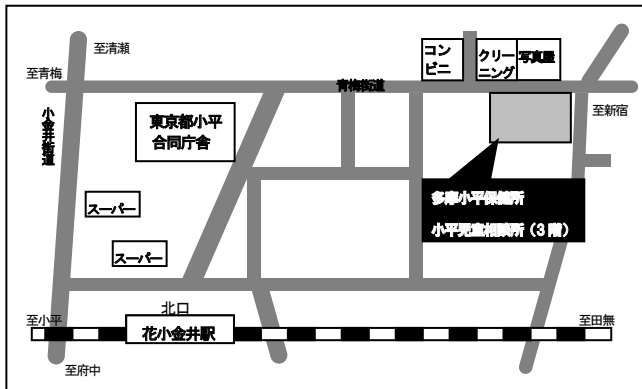 至清瀬
至青梅
小金井街道
東京都小平
合同庁舎
スーパー
スーパー
青梅街道
コン
ビニ
クリー
ニング
写真屋
至新宿
多摩小平保健所
小平児童相談所（3階）
北口
至小平
花小金井駅
至田無
至府中